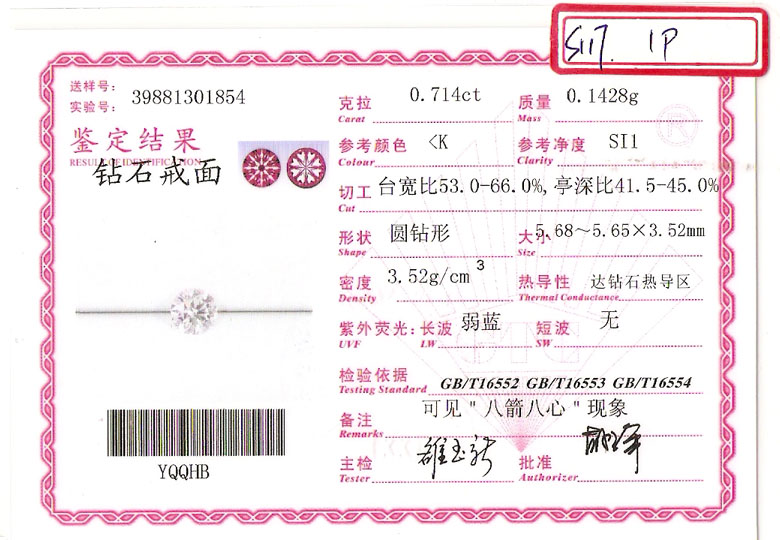 S117. 1P
送样号：
实验号： 39881301854
鉴定结果
RESULT OF IDENTIFICATION
钻石戒面
YQQHB
克拉 0.714ct 质量 0.1428g
Carat Mass
参考颜色 <K 参考净度 SI1
Colour Clarity
切工 台宽比53.0-66.0%,亭深比41.5-45.0%
Cut
形状 圆钻形 大小 5.68～5.65×3.52mm
Shape Size
密度 3.52g/cm³ 热导性 达钻石热导区
Density Thermal Conductance
紫外荧光：长波 弱蓝 短波 无
UVF LW SW
检验依据
Testing Standard GB/T16552 GB/T16553 GB/T16554
备注 可见"八箭八心"现象
Remarks
主检 批准
Tester Authorizer